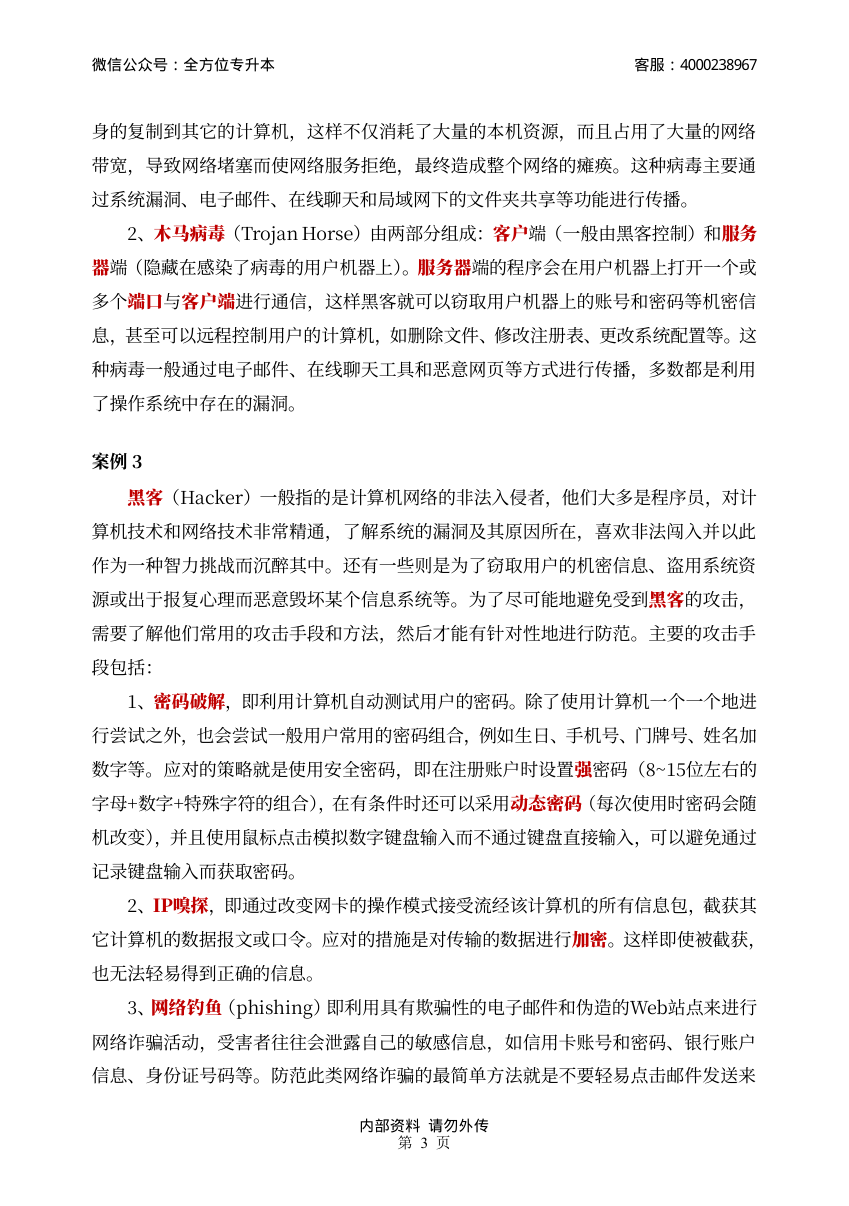 微信公众号：全方位专升本
客服：4000238967
身的复制到其它的计算机，这样不仅消耗了大量的本机资源，而且占用了大量的网络
带宽，导致网络堵塞而使网络服务拒绝，最终造成整个网络的瘫痪。这种病毒主要通
过系统漏洞、电子邮件、在线聊天和局域网下的文件夹共享等功能进行传播。
2、木马病毒（Trojan Horse）由两部分组成：客户端（一般由黑客控制）和服务
器端（隐藏在感染了病毒的用户机器上）。服务器端的程序会在用户机器上打开一个或
多个端口与客户端进行通信，这样黑客就可以窃取用户机器上的账号和密码等机密信
息，甚至可以远程控制用户的计算机，如删除文件、修改注册表、更改系统配置等。这
种病毒一般通过电子邮件、在线聊天工具和恶意网页等方式进行传播，多数都是利用
了操作系统中存在的漏洞。
案例 3
黑客（Hacker）一般指的是计算机网络的非法入侵者，他们大多是程序员，对计
算机技术和网络技术非常精通，了解系统的漏洞及其原因所在，喜欢非法闯入并以此
作为一种智力挑战而沉醉其中。还有一些则是为了窃取用户的机密信息、盗用系统资
源或出于报复心理而恶意毁坏某个信息系统等。为了尽可能地避免受到黑客的攻击，
需要了解他们常用的攻击手段和方法，然后才能有针对性地进行防范。主要的攻击手
段包括：
1、密码破解，即利用计算机自动测试用户的密码。除了使用计算机一个一个地进
行尝试之外，也会尝试一般用户常用的密码组合，例如生日、手机号、门牌号、姓名加
数字等。应对的策略就是使用安全密码，即在注册账户时设置强密码（8~15位左右的
字母+数字+特殊字符的组合），在有条件时还可以采用动态密码（每次使用时密码会随
机改变），并且使用鼠标点击模拟数字键盘输入而不通过键盘直接输入，可以避免通过
记录键盘输入而获取密码。
2、IP嗅探，即通过改变网卡的操作模式接受流经该计算机的所有信息包，截获其
它计算机的数据报文或口令。应对的措施是对传输的数据进行加密。这样即使被截获，
也无法轻易得到正确的信息。
3、网络钓鱼（phishing）即利用具有欺骗性的电子邮件和伪造的Web站点来进行
网络诈骗活动，受害者往往会泄露自己的敏感信息，如信用卡账号和密码、银行账户
信息、身份证号码等。防范此类网络诈骗的最简单方法就是不要轻易点击邮件发送来
内部资料 请勿外传
第 3 页